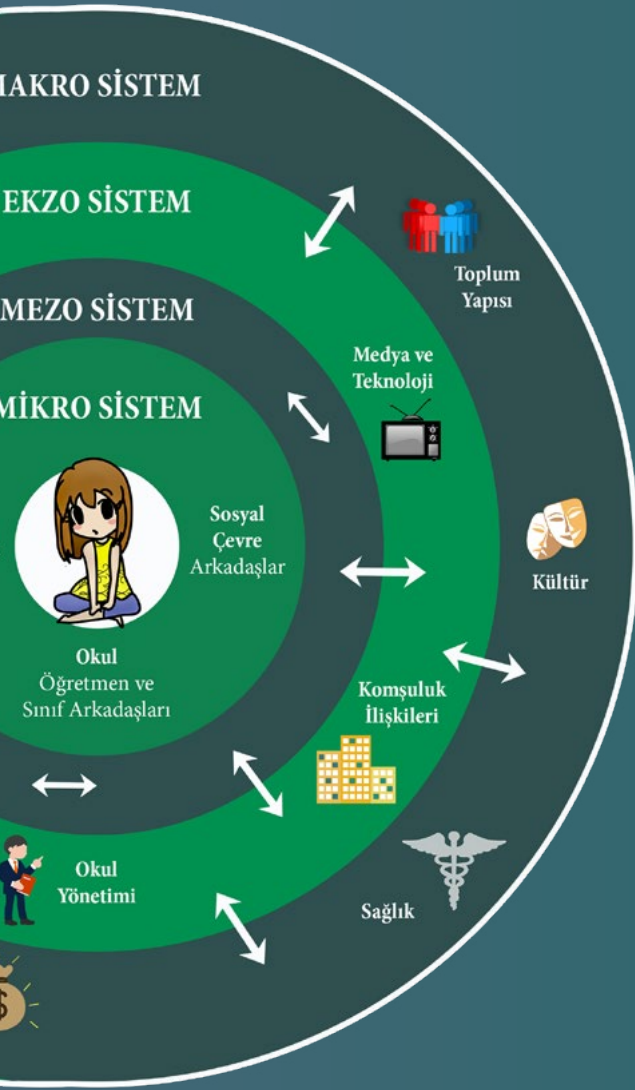 MAKRO SİSTEM
EKZO SİSTEM
MEZO SİSTEM
MİKRO SİSTEM
Toplum
Yapısı
Medya ve
Teknoloji
Sosyal
Çevre
Arkadaşlar
Kültür
Okul
Öğretmen ve
Sınıf Arkadaşları
Komşuluk
İlişkileri
Okul
Yönetimi
Sağlık
$